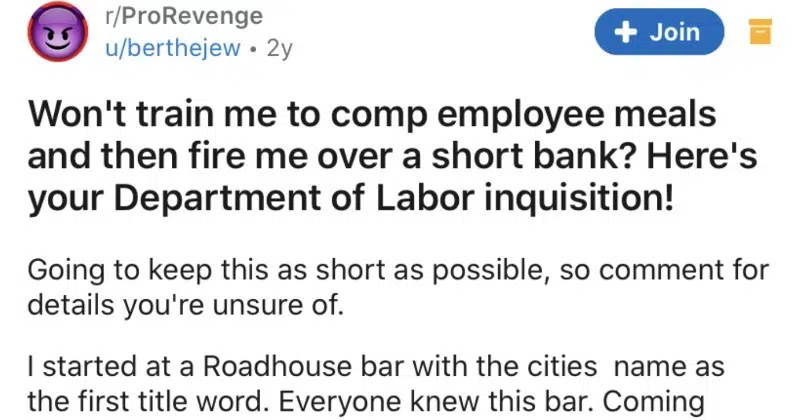 r/ProRevenge
u/berthejew • 2y
Join
Won't train me to comp employee meals
and then fire me over a short bank? Here's
your Department of Labor inquisition!
Going to keep this as short as possible, so comment for
details you're unsure of.
I started at a Roadhouse bar with the cities name as
the first title word. Everyone knew this bar. Coming